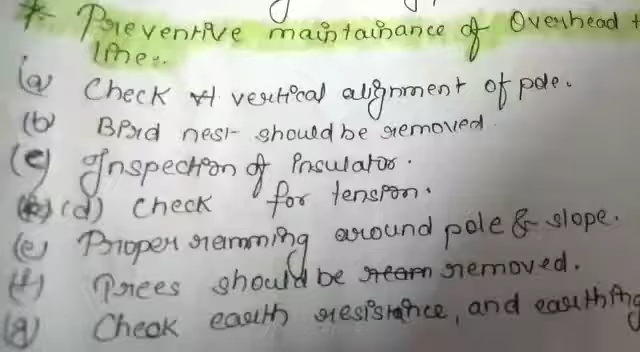 * Preventive maintainance of Overhead
line:.
(a) Check vertical alignment of pole.
(b) Bird nest should be removed.
(c) Inspection of insulator.
(d) Check for tension.
(e) Proper ramming around pole & slope.
(f) Trees should be removed.
(g) Check earth resistance, and earthing